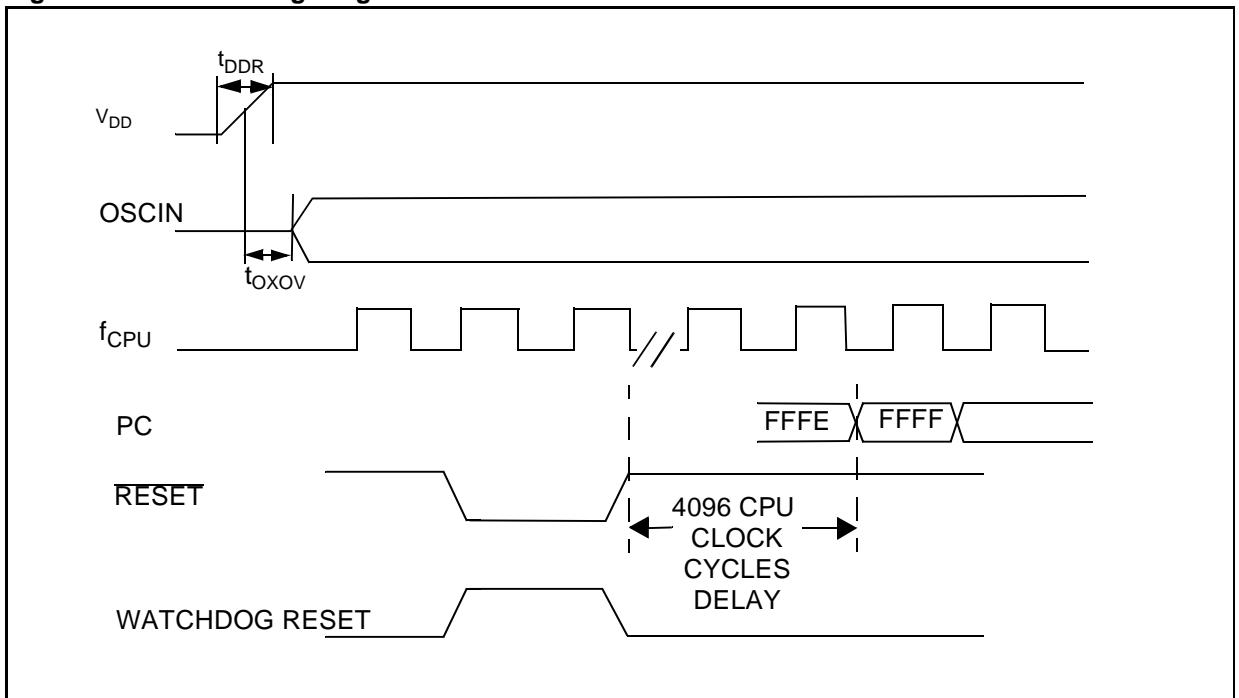 tDDR
VDD
OSCIN
tOXOV
fCPU
PC
FFFE
FFFF
RESET
4096 CPU
CLOCK
CYCLES
DELAY
WATCHDOG RESET